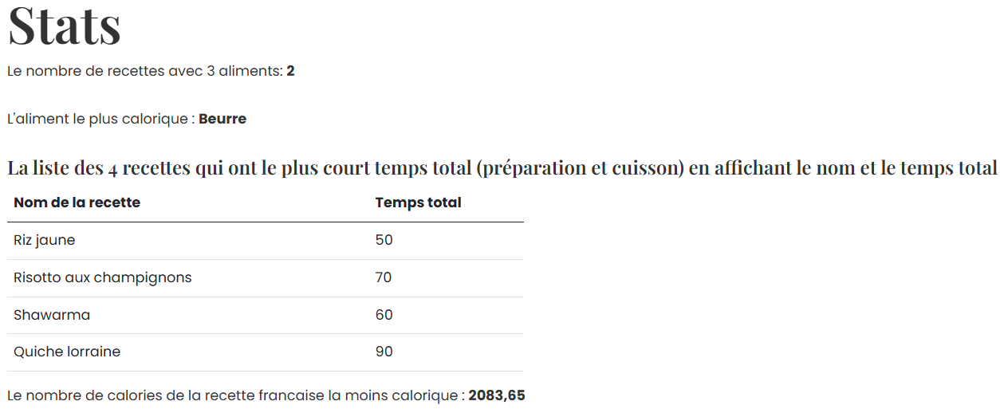 Stats
Le nombre de recettes avec 3 aliments: 2
L'aliment le plus calorique : Beurre
La liste des 4 recettes qui ont le plus court temps total (préparation et cuisson) en affichant le nom et le temps total
Nom de la recette Temps total
Riz jaune 50
Risotto aux champignons 70
Shawarma 60
Quiche lorraine 90
Le nombre de calories de la recette francaise la moins calorique : 2083,65